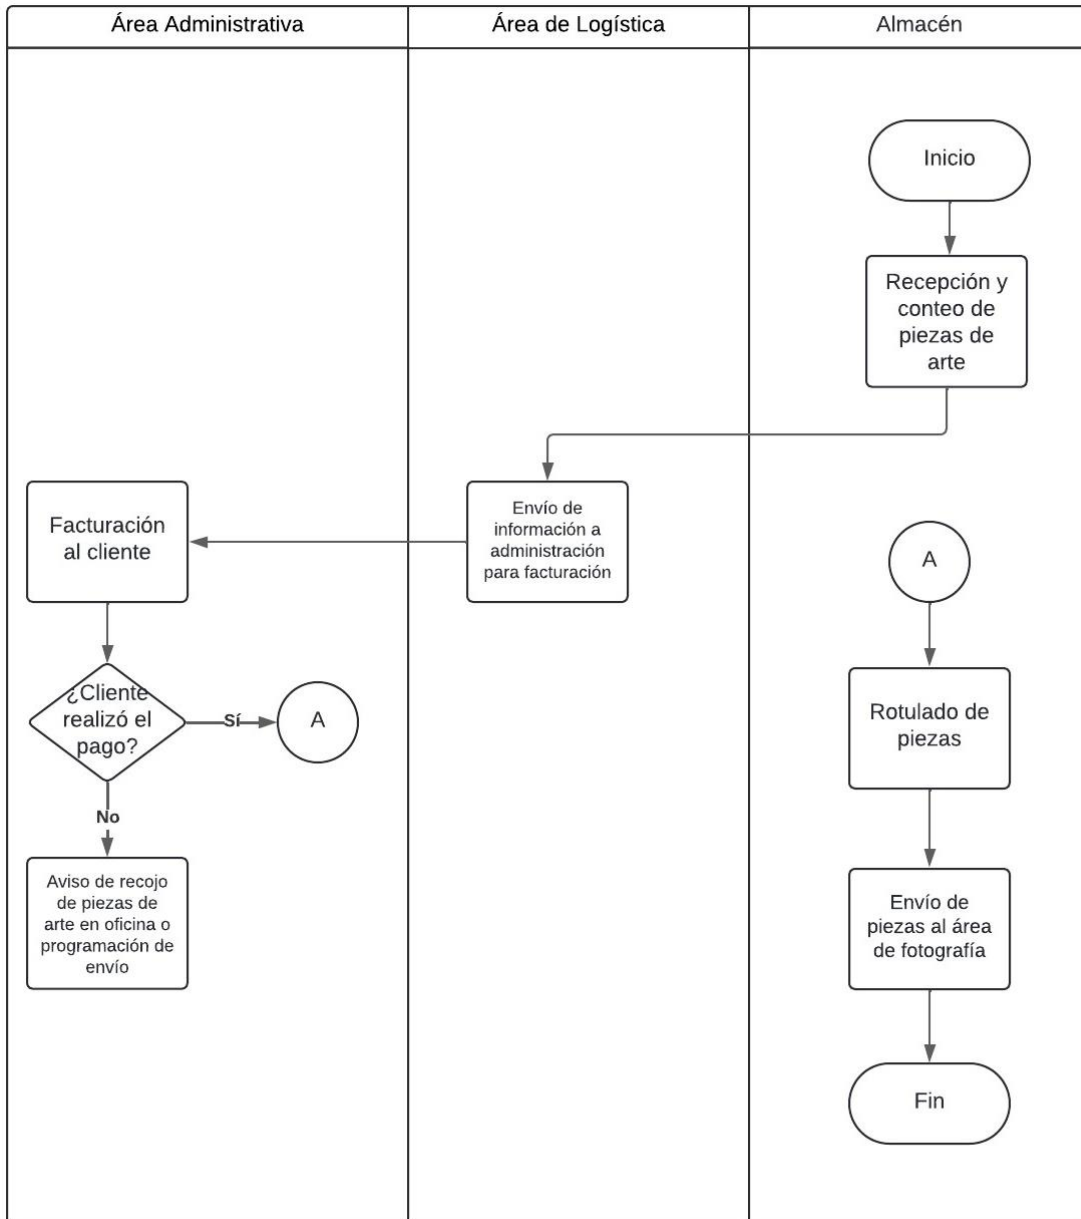 Área Administrativa
Área de Logística
Almacén
Inicio
Recepción y
conteo de
piezas de
arte
Envío de
información a
administración
para facturación
Facturación
al cliente
¿Cliente
realizó el
pago?
Sí
A
No
Aviso de recojo
de piezas de
arte en oficina o
programación de
envío
A
Rotulado de
piezas
Envío de
piezas al área
de fotografía
Fin